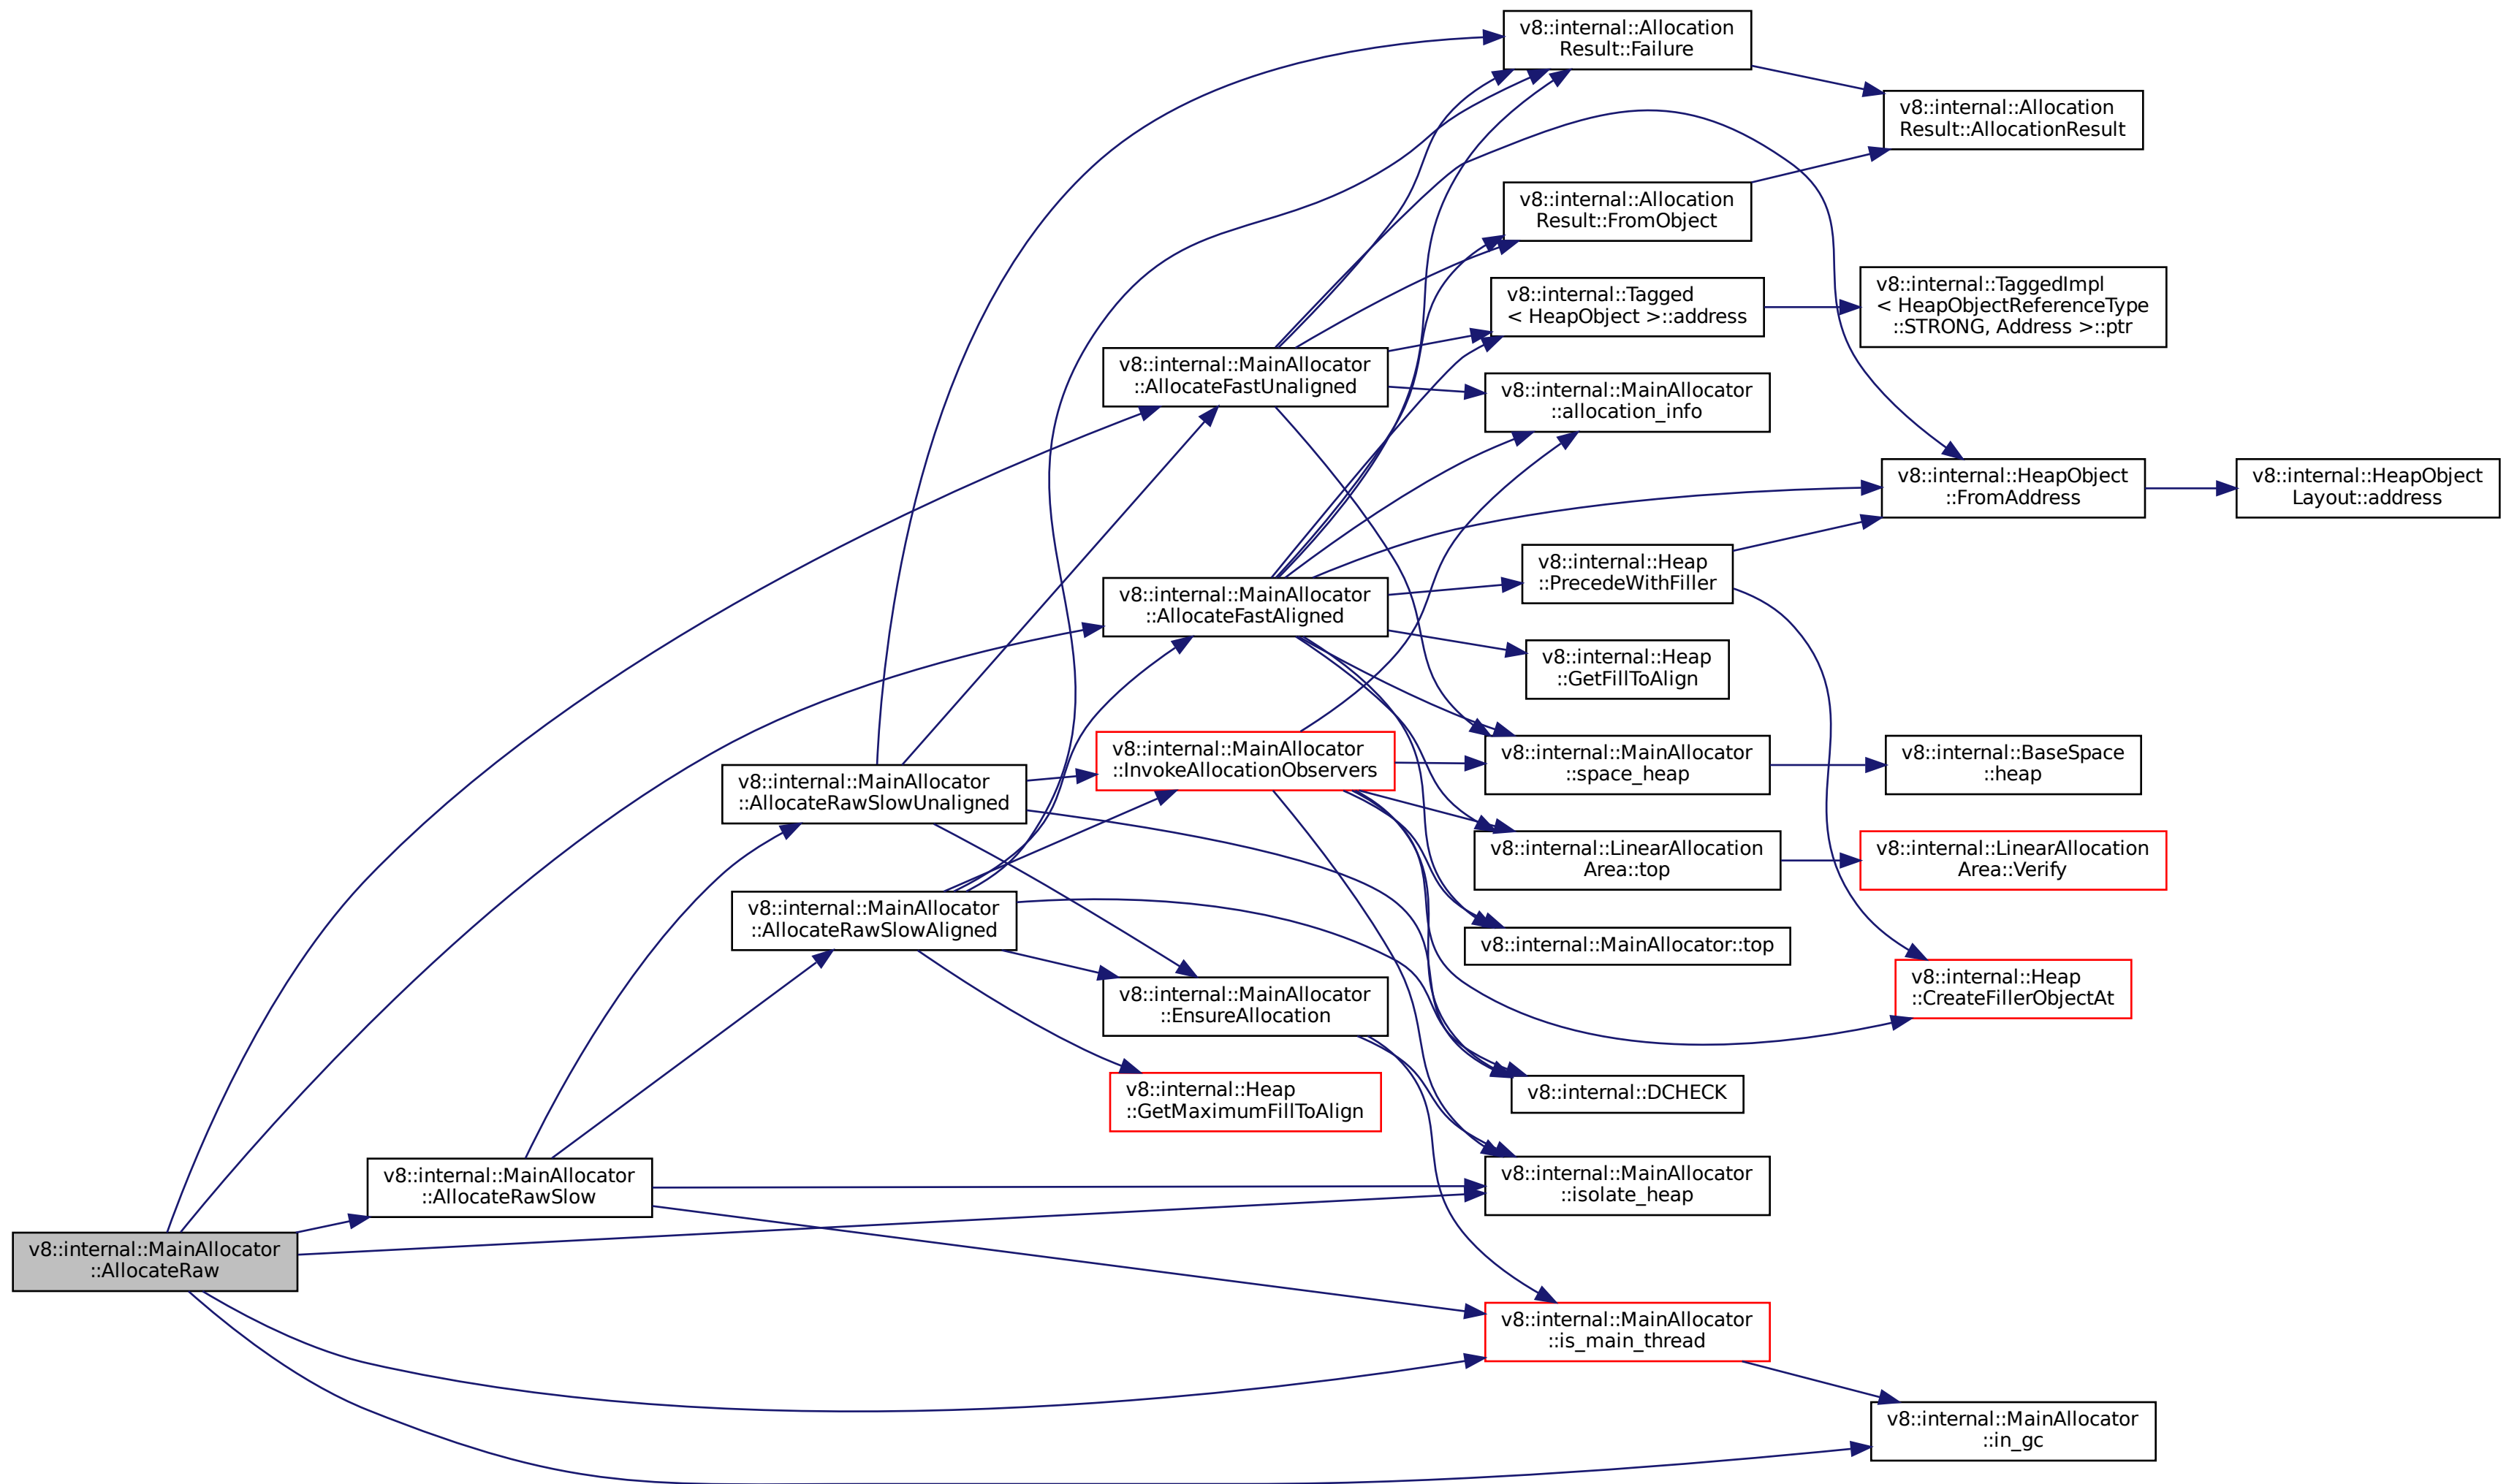 v8::internal::Allocation
Result::Failure
v8::internal::Allocation
Result::AllocationResult
v8::internal::Allocation
Result::FromObject
v8::internal::Tagged
< HeapObject >::address
v8::internal::TaggedImpl
< HeapObjectReferenceType
::STRONG, Address >::ptr
v8::internal::MainAllocator
::AllocateFastUnaligned
v8::internal::MainAllocator
::allocation_info
v8::internal::HeapObject
::FromAddress
v8::internal::HeapObject
Layout::address
v8::internal::MainAllocator
::AllocateFastAligned
v8::internal::Heap
::PrecedeWithFiller
v8::internal::Heap
::GetFillToAlign
v8::internal::MainAllocator
::InvokeAllocationObservers
v8::internal::MainAllocator
::space_heap
v8::internal::BaseSpace
::heap
v8::internal::MainAllocator
::AllocateRawSlowUnaligned
v8::internal::LinearAllocation
Area::top
v8::internal::LinearAllocation
Area::Verify
v8::internal::MainAllocator
::AllocateRawSlowAligned
v8::internal::MainAllocator::top
v8::internal::Heap
::CreateFillerObjectAt
v8::internal::MainAllocator
::EnsureAllocation
v8::internal::Heap
::GetMaximumFillToAlign
v8::internal::DCHECK
v8::internal::MainAllocator
::AllocateRawSlow
v8::internal::MainAllocator
::isolate_heap
v8::internal::MainAllocator
::AllocateRaw
v8::internal::MainAllocator
::is_main_thread
v8::internal::MainAllocator
::in_gc